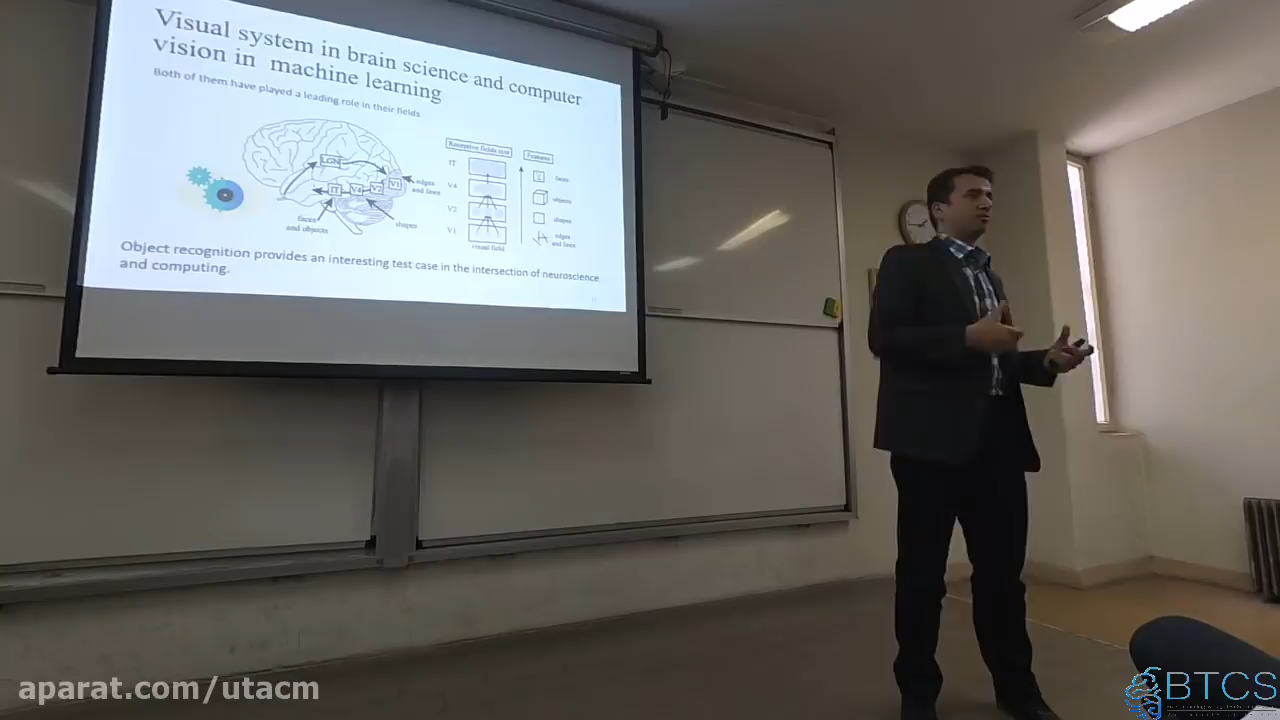 Visual system in brain science and computer
vision in machine learning
Both of them have played a leading role in their fields
LGN
IT V4 V2 V1
edges
and lines
faces
and objects
shapes
Receptive fields size
Features
IT
V4
V2
V1
visual field
faces
objects
shapes
edges
and lines
Object recognition provides an interesting test case in the intersection of neuroscience
and computing.
aparat.com/utacm
BTCS